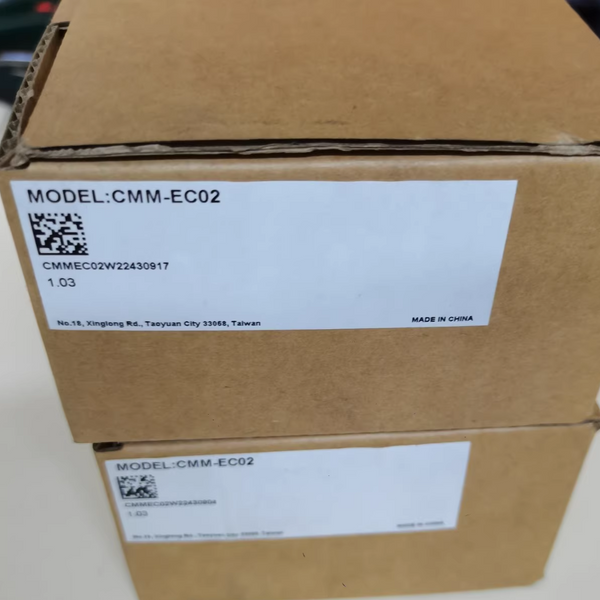 MODEL:CMM-EC02
CMMEC02W22430917
1.03
No.18, Xinglong Rd., Taoyuan City 33068, Taiwan
MADE IN CHINA
MODEL:CMM-EC02
1.03